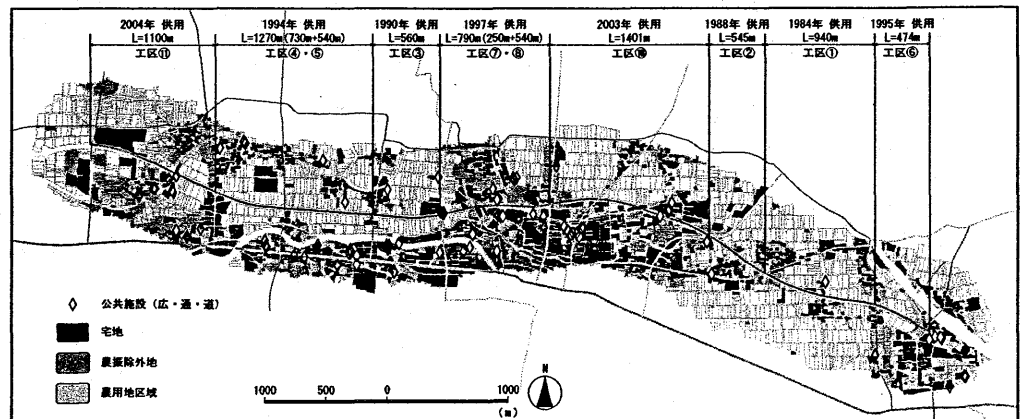 2004年 供用 1994年 供用 1990年 供用 1997年 供用 2003年 供用 1988年 供用 1984年 供用 1995年 供用
L=1100m L=1270m(730m+540m) L=560m L=790m(250m+540m) L=1401m L=545m L=940m L=474m
工区⑪ 工区④・⑤ 工区③ 工区⑦・⑧ 工区⑩ 工区② 工区① 工区⑥
公共施設(広・通・道)
宅地
農振除外地
農用地区域
1000 500 0 1000
(m)
N